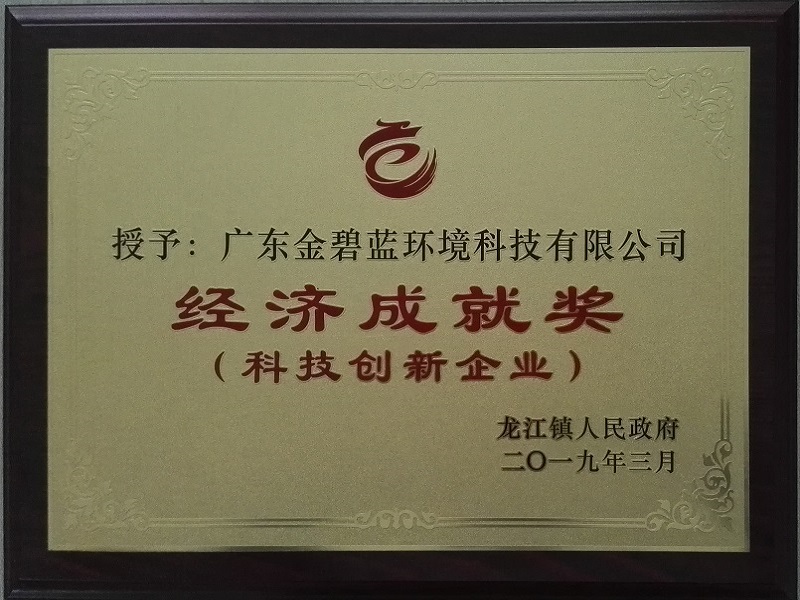 授予：广东金碧蓝环境科技有限公司
经济成就奖
（科技创新企业）
龙江镇人民政府
二〇一九年三月